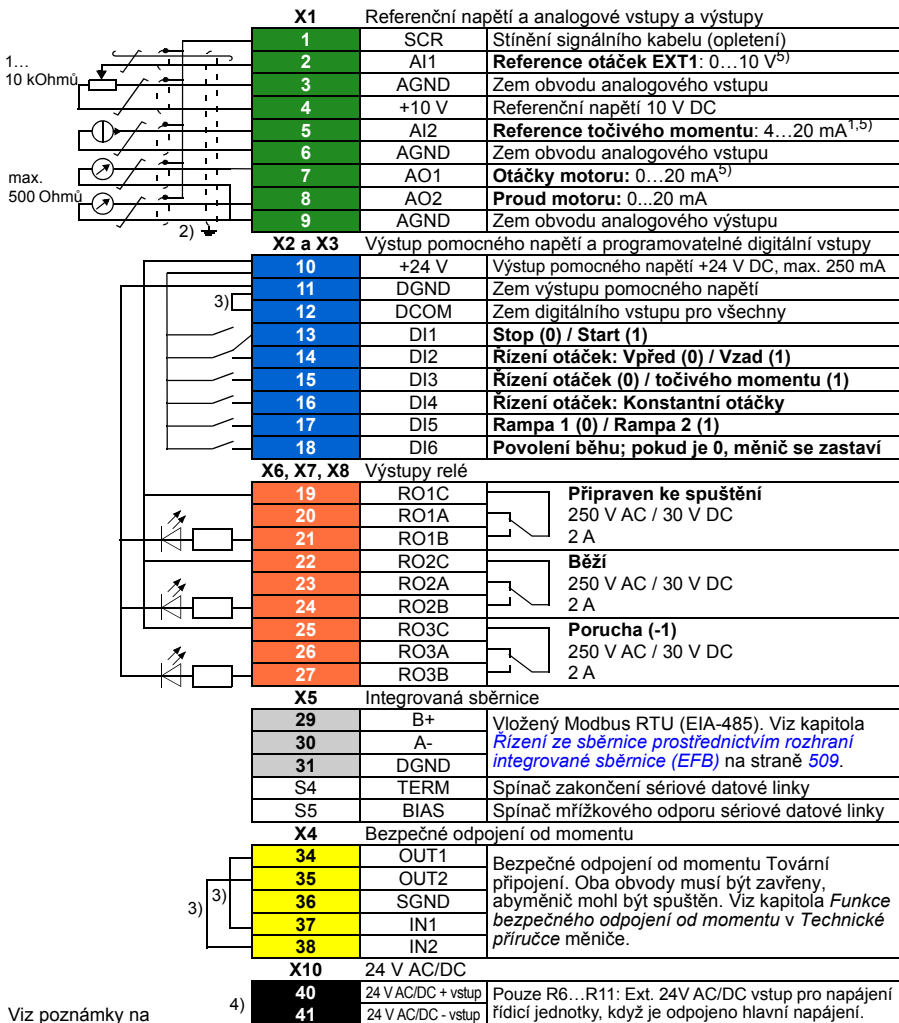 X1 Referenční napětí a analogové vstupy a výstupy
1 SCR Stínění signálního kabelu (opletení)
1… 10 kOhmů
2 AI1 Reference otáček EXT1: 0…10 V5)
3 AGND Zem obvodu analogového vstupu
4 +10 V Referenční napětí 10 V DC
5 AI2 Reference točivého momentu: 4…20 mA1,5)
6 AGND Zem obvodu analogového vstupu
max. 500 Ohmů
7 AO1 Otáčky motoru: 0…20 mA5)
8 AO2 Proud motoru: 0...20 mA
9 AGND Zem obvodu analogového výstupu
2)
X2 a X3 Výstup pomocného napětí a programovatelné digitální vstupy
10 +24 V Výstup pomocného napětí +24 V DC, max. 250 mA
11 DGND Zem výstupu pomocného napětí
3)
12 DCOM Zem digitálního vstupu pro všechny
13 DI1 Stop (0) / Start (1)
14 DI2 Řízení otáček: Vpřed (0) / Vzad (1)
15 DI3 Řízení otáček (0) / točivého momentu (1)
16 DI4 Řízení otáček: Konstantní otáčky
17 DI5 Rampa 1 (0) / Rampa 2 (1)
18 DI6 Povolení běhu; pokud je 0, měnič se zastaví
X6, X7, X8 Výstupy relé
19 RO1C Připraven ke spuštění
20 RO1A 250 V AC / 30 V DC
21 RO1B 2 A
22 RO2C Běží
23 RO2A 250 V AC / 30 V DC
24 RO2B 2 A
25 RO3C Porucha (-1)
26 RO3A 250 V AC / 30 V DC
27 RO3B 2 A
X5 Integrovaná sběrnice
29 B+ Vložený Modbus RTU (EIA-485). Viz kapitola
30 A- Řízení ze sběrnice prostřednictvím rozhraní
31 DGND integrované sběrnice (EFB) na straně 509.
S4 TERM Spínač zakončení sériové datové linky
S5 BIAS Spínač mřížkového odporu sériové datové linky
X4 Bezpečné odpojení od momentu
34 OUT1 Bezpečné odpojení od momentu Tovární
35 OUT2 připojení. Oba obvody musí být zavřeny,
3) 3)
36 SGND abyměnič mohl být spuštěn. Viz kapitola Funkce
37 IN1 bezpečného odpojení od momentu v Technické
38 IN2 příručce měniče.
X10 24 V AC/DC
4)
40 24 V AC/DC + vstup Pouze R6…R11: Ext. 24V AC/DC vstup pro napájení
41 24 V AC/DC - vstup řídicí jednotky, když je odpojeno hlavní napájení.
Viz poznámky na